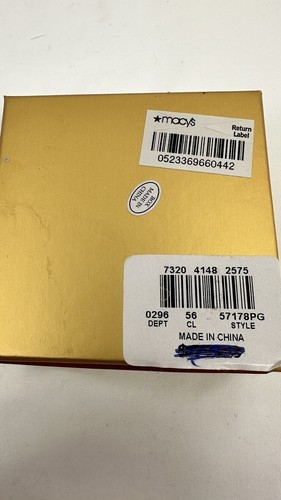 ★macy's
Return
Label
0523369660442
BOX
MADE IN
CHINA
7320 4148 2575
0296 56 57178PG
DEPT CL STYLE
MADE IN CHINA